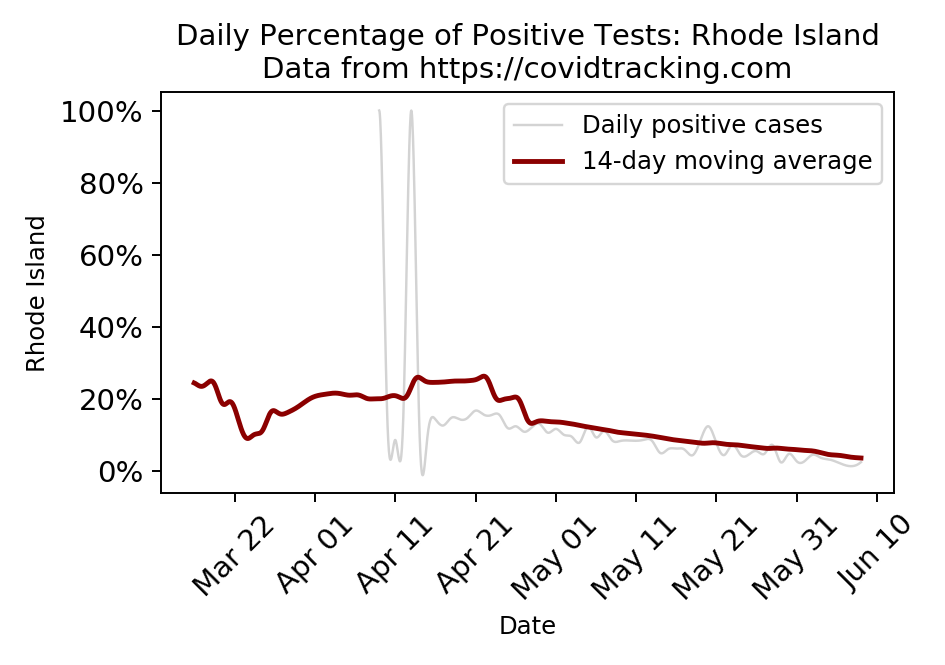 Daily Percentage of Positive Tests: Rhode Island
Data from https://covidtracking.com
Daily positive cases
14-day moving average
Rhode Island
100%
80%
60%
40%
20%
0%
Mar 22
Apr 01
Apr 11
Apr 21
May 01
May 11
May 21
May 31
Jun 10
Date